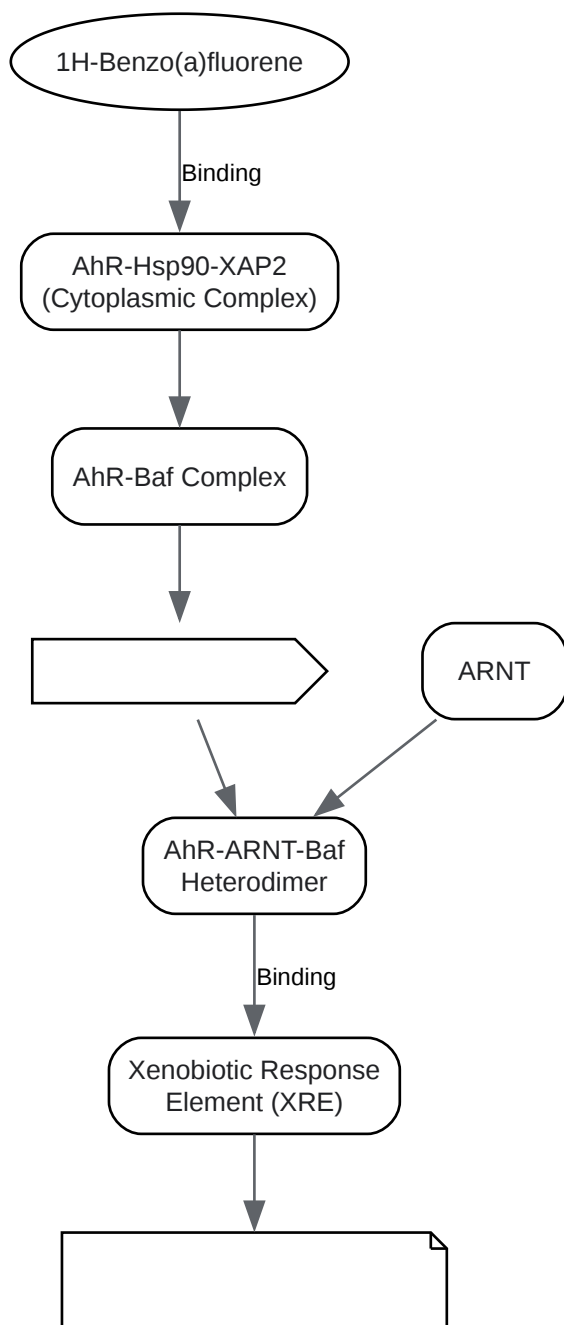 1H-Benzo(a)fluorene
Binding
AhR-Hsp90-XAP2
(Cytoplasmic Complex)
AhR-Baf Complex
ARNT
AhR-ARNT-Baf
Heterodimer
Binding
Xenobiotic Response
Element (XRE)